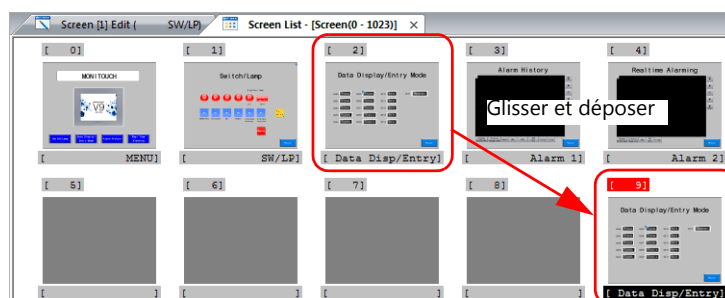 Screen [1] Edit ( SW/LP)
Screen List - [Screen(0 - 1023)] ×
[ 0] [ 1] [ 2] [ 3] [ 4]
MONITOUCH
V9
Switch/Lamp
Data Display/Entry Mode
Alarm History
Realtime Alarming
Glisser et déposer
[ MENU] [ SW/LP] [ Data Disp/Entry] [ Alarm 1] [ Alarm 2]
[ 5] [ 6] [ 7] [ 8] [ 9]
Data Display/Entry Mode
[ ] [ ] [ ] [ ] [ Data Disp/Entry]